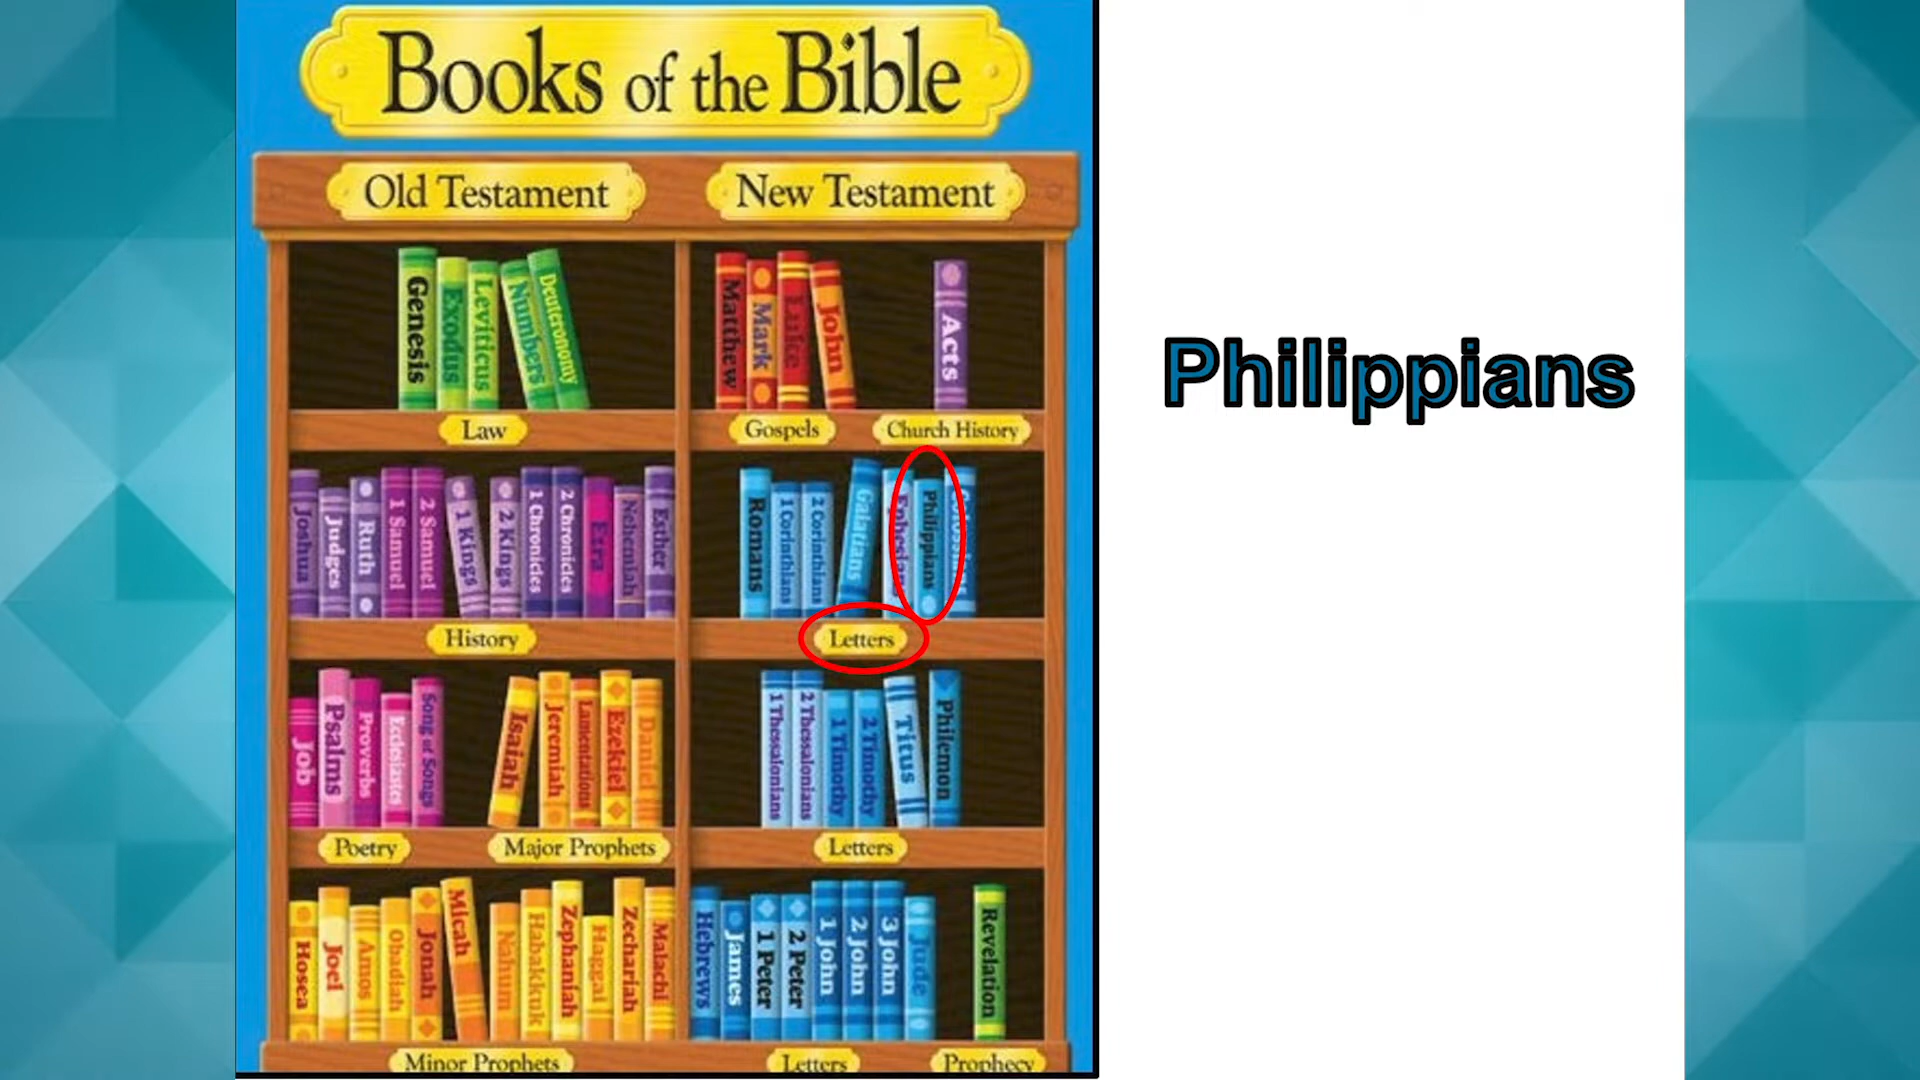 Books of the Bible
Old Testament
New Testament
Genesis
Exodus
Leviticus
Numbers
Deuteronomy
Matthew
Mark
Luke
John
Acts
Law
Gospels
Church History
Philippians
Joshua
Judges
Ruth
1 Samuel
2 Samuel
1 Kings
2 Kings
1 Chronicles
2 Chronicles
Ezra
Nehemiah
Esther
Romans
1 Corinthians
2 Corinthians
Galatians
Ephesians
Philippians
History
Letters
Job
Psalms
Proverbs
Ecclesiastes
Song of Songs
Isaiah
Jeremiah
Lamentations
Ezekiel
Daniel
1 Thessalonians
2 Thessalonians
1 Timothy
2 Timothy
Titus
Philemon
Poetry
Major Prophets
Letters
Hosea
Joel
Amos
Obadiah
Jonah
Micah
Nahum
Habakkuk
Zephaniah
Haggai
Zechariah
Malachi
Hebrews
James
1 Peter
2 Peter
1 John
2 John
3 John
Jude
Revelation
Minor Prophets
Letters
Prophecy